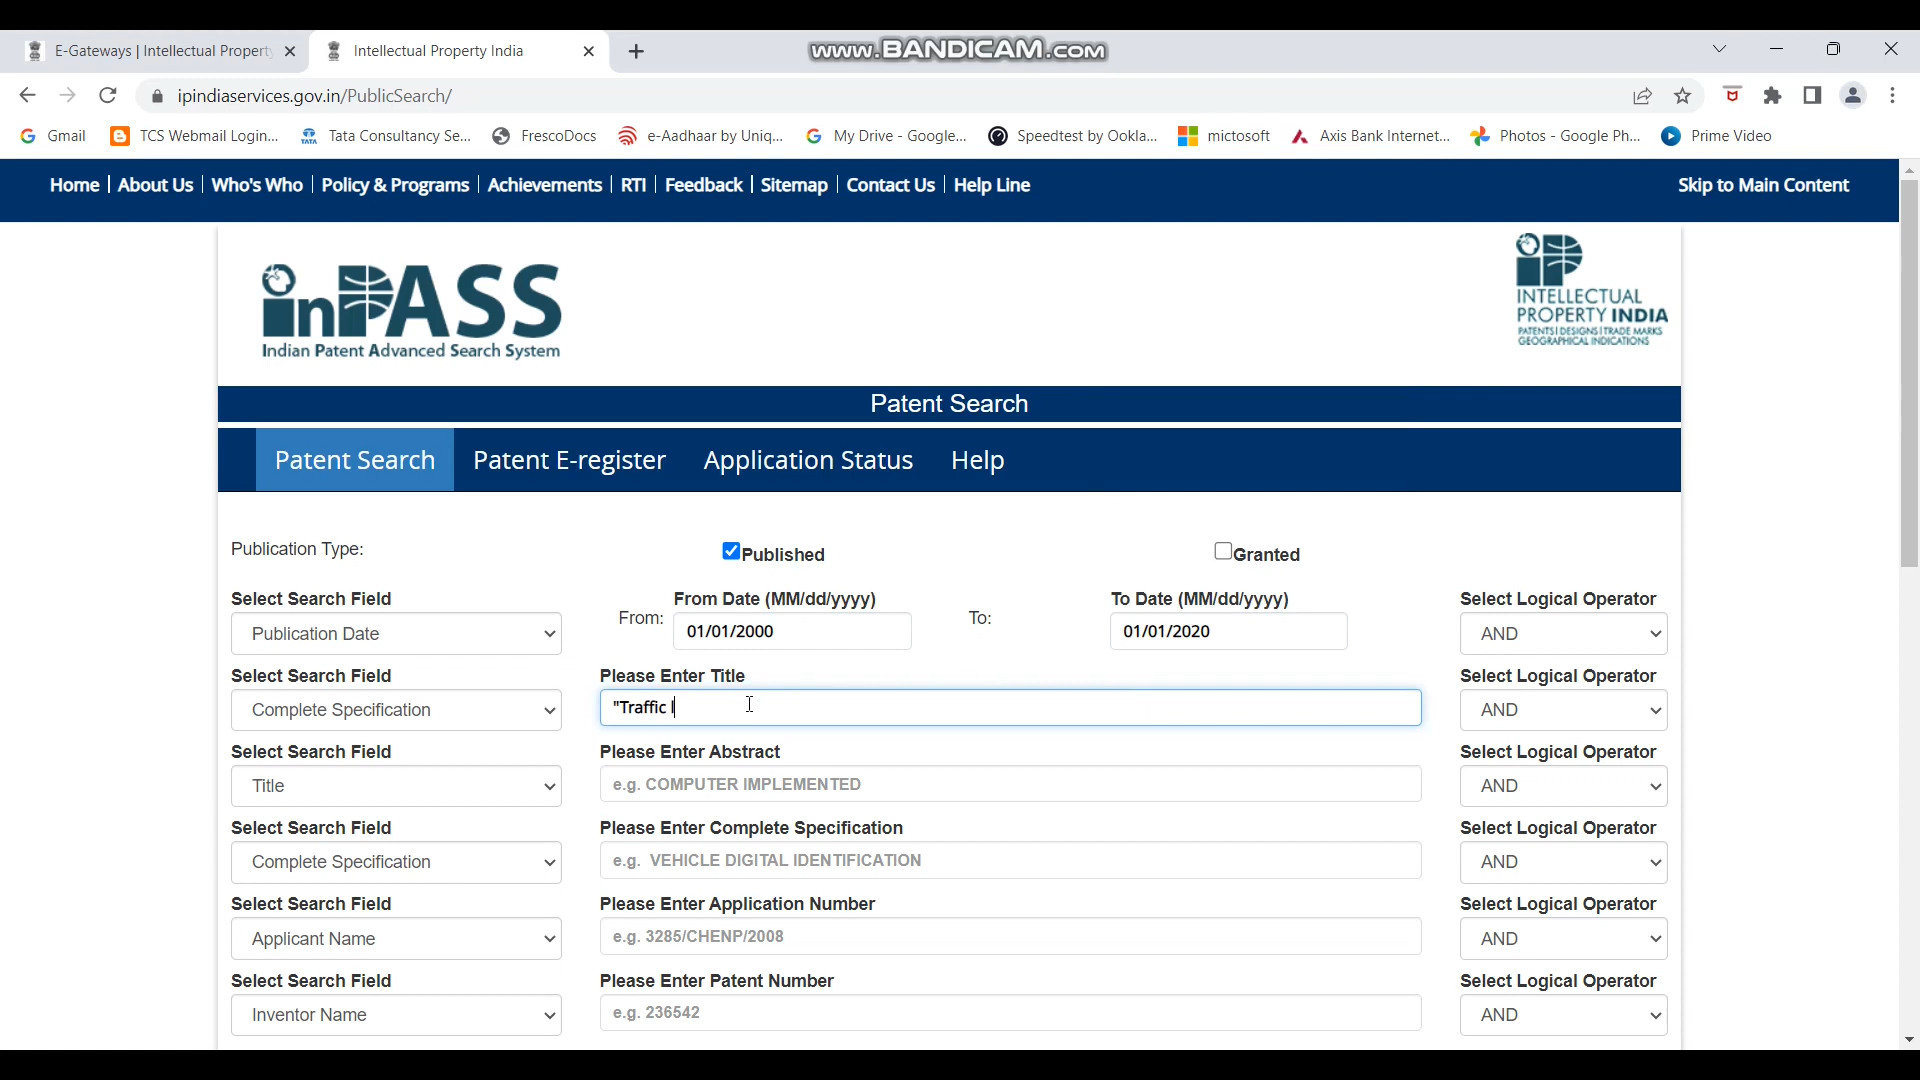 E-Gateways | Intellectual Property
Intellectual Property India
www.BANDICAM.com
ipindiaservices.gov.in/PublicSearch/
Gmail
TCS Webmail Login...
Tata Consultancy Se...
FrescoDocs
e-Aadhaar by Uniq...
My Drive - Google...
Speedtest by Ookla...
mictosoft
Axis Bank Internet...
Photos - Google Ph...
Prime Video
Home | About Us | Who's Who | Policy & Programs | Achievements | RTI | Feedback | Sitemap | Contact Us | Help Line
Skip to Main Content
inPASS
Indian Patent Advanced Search System
iP
INTELLECTUAL
PROPERTY INDIA
PATENTS | DESIGNS | TRADE MARKS
GEOGRAPHICAL INDICATIONS
Patent Search
Patent Search
Patent E-register
Application Status
Help
Publication Type:
Published
Granted
Select Search Field
From Date (MM/dd/yyyy)
To Date (MM/dd/yyyy)
Select Logical Operator
Publication Date
From:
01/01/2000
To:
01/01/2020
AND
Select Search Field
Please Enter Title
Select Logical Operator
Complete Specification
"Traffic l
AND
Select Search Field
Please Enter Abstract
Select Logical Operator
Title
e.g. COMPUTER IMPLEMENTED
AND
Select Search Field
Please Enter Complete Specification
Select Logical Operator
Complete Specification
e.g. VEHICLE DIGITAL IDENTIFICATION
AND
Select Search Field
Please Enter Application Number
Select Logical Operator
Applicant Name
e.g. 3285/CHENP/2008
AND
Select Search Field
Please Enter Patent Number
Select Logical Operator
Inventor Name
e.g. 236542
AND